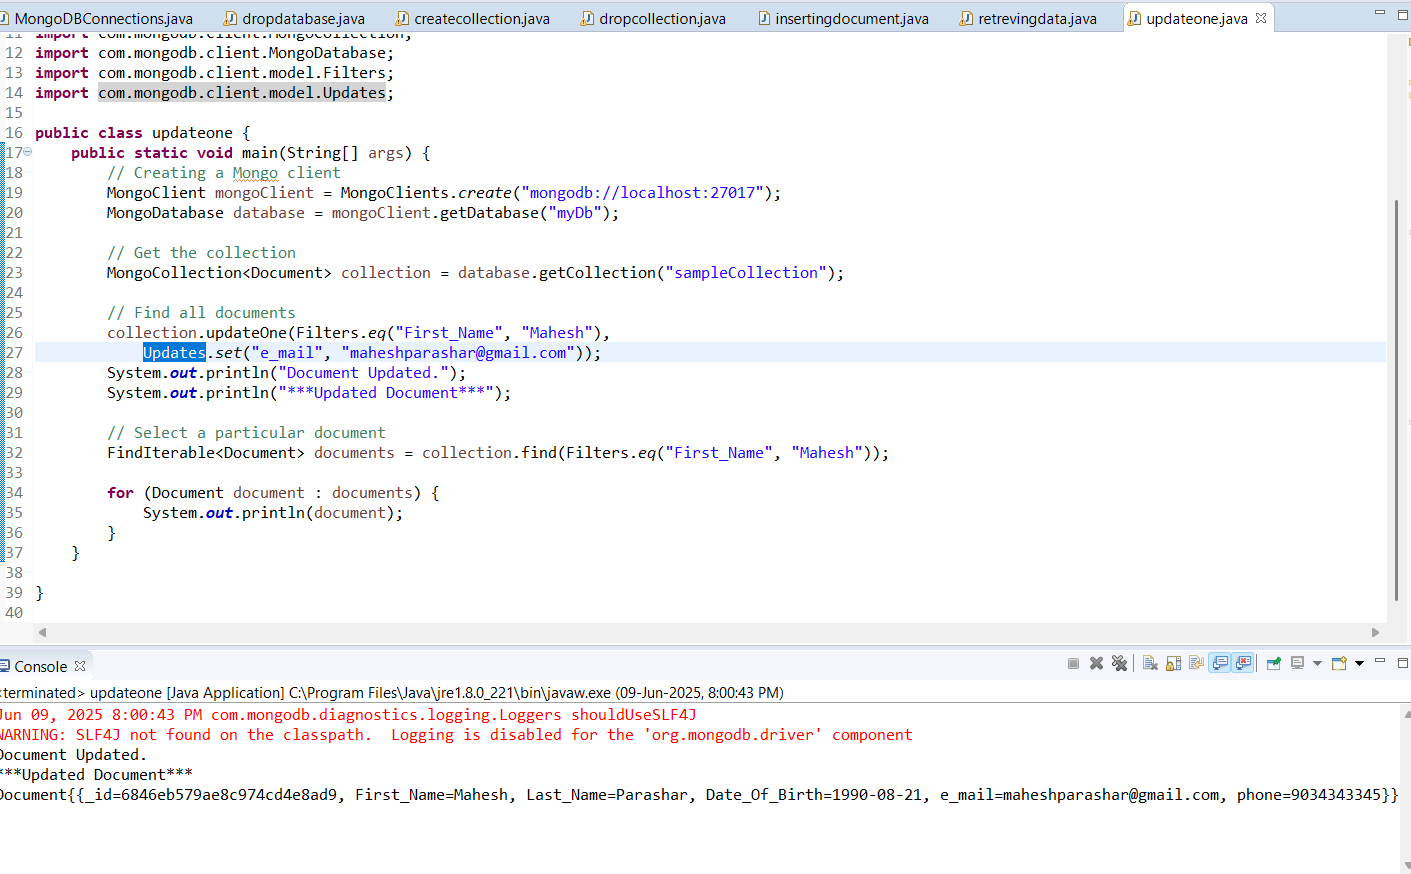 MongoDBConnections.java dropdatabase.java createcollection.java dropcollection.java insertingdocument.java retrevingdata.java updateone.java
11 import com.mongodb.client.MongoCollection;
12 import com.mongodb.client.MongoDatabase;
13 import com.mongodb.client.model.Filters;
14 import com.mongodb.client.model.Updates;
15
16 public class updateone {
17     public static void main(String[] args) {
18         // Creating a Mongo client
19         MongoClient mongoClient = MongoClients.create("mongodb://localhost:27017");
20         MongoDatabase database = mongoClient.getDatabase("myDb");
21
22         // Get the collection
23         MongoCollection<Document> collection = database.getCollection("sampleCollection");
24
25         // Find all documents
26         collection.updateOne(Filters.eq("First_Name", "Mahesh"),
27             Updates.set("e_mail", "maheshparashar@gmail.com"));
28         System.out.println("Document Updated.");
29         System.out.println("***Updated Document***");
30
31         // Select a particular document
32         FindIterable<Document> documents = collection.find(Filters.eq("First_Name", "Mahesh"));
33
34         for (Document document : documents) {
35             System.out.println(document);
36         }
37     }
38
39 }
40
Console
<terminated> updateone [Java Application] C:\Program Files\Java\jre1.8.0_221\bin\javaw.exe (09-Jun-2025, 8:00:43 PM)
Jun 09, 2025 8:00:43 PM com.mongodb.diagnostics.logging.Loggers shouldUseSLF4J
WARNING: SLF4J not found on the classpath.  Logging is disabled for the 'org.mongodb.driver' component
Document Updated.
***Updated Document***
Document{{_id=6846eb579ae8c974cd4e8ad9, First_Name=Mahesh, Last_Name=Parashar, Date_Of_Birth=1990-08-21, e_mail=maheshparashar@gmail.com, phone=9034343345}}